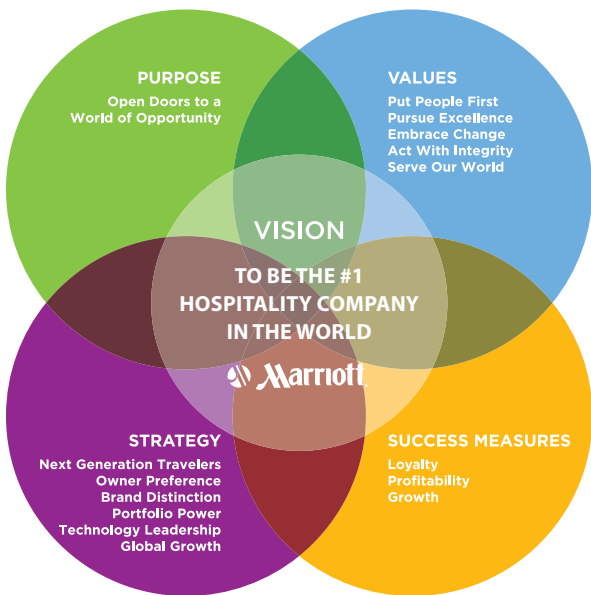 PURPOSE
Open Doors to a
World of Opportunity
VALUES
Put People First
Pursue Excellence
Embrace Change
Act With Integrity
Serve Our World
VISION
TO BE THE #1
HOSPITALITY COMPANY
IN THE WORLD
Marriott
STRATEGY
Next Generation Travelers
Owner Preference
Brand Distinction
Portfolio Power
Technology Leadership
Global Growth
SUCCESS MEASURES
Loyalty
Profitability
Growth